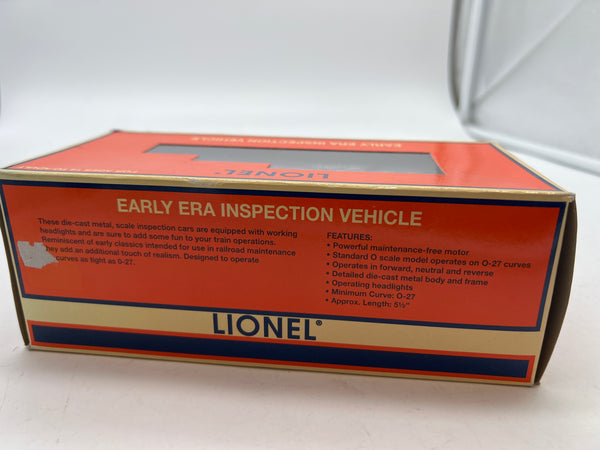 EARLY ERA INSPECTION VEHICLE
LIONEL
FOR AGES
EARLY ERA INSPECTION VEHICLE
These die-cast metal, scale inspection cars are equipped with working
headlights and are sure to add some fun to your train operations.
Reminiscent of early classics intended for use in railroad maintenance
they add an additional touch of realism. Designed to operate
curves as tight as 0-27.
FEATURES:
• Powerful maintenance-free motor
• Standard O scale model operates on O-27 curves
• Operates in forward, neutral and reverse
• Detailed die-cast metal body and frame
• Operating headlights
• Minimum Curve: O-27
• Approx. Length: 5½"
LIONEL®